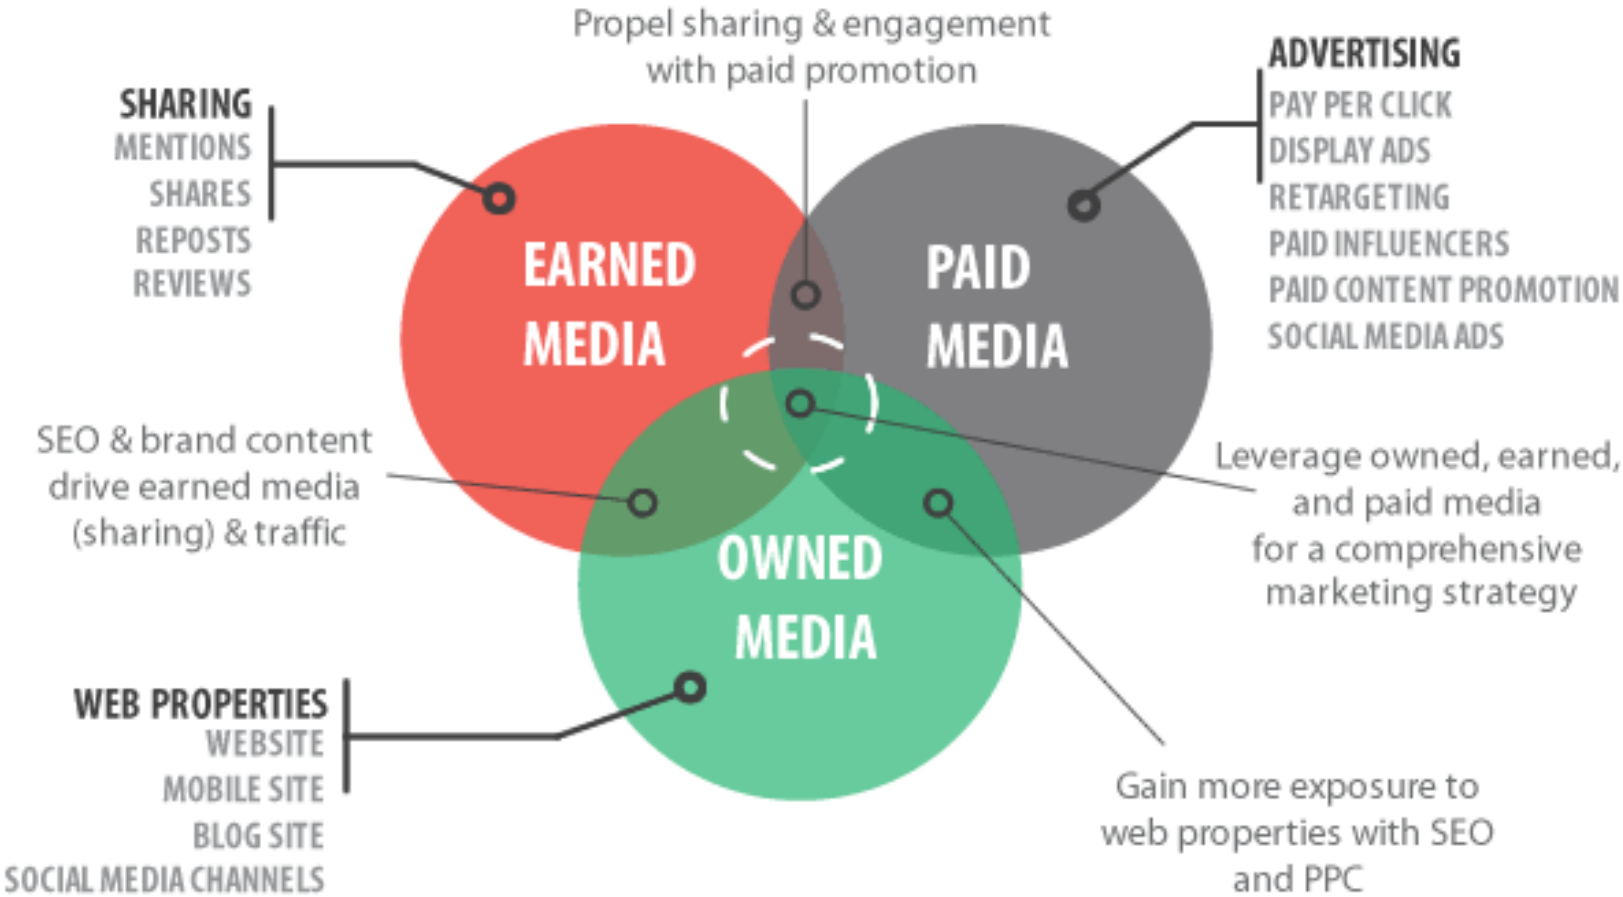 Propel sharing & engagement
with paid promotion
SHARING
MENTIONS
SHARES
REPOSTS
REVIEWS
ADVERTISING
PAY PER CLICK
DISPLAY ADS
RETARGETING
PAID INFLUENCERS
PAID CONTENT PROMOTION
SOCIAL MEDIA ADS
EARNED
MEDIA
PAID
MEDIA
SEO & brand content
drive earned media
(sharing) & traffic
Leverage owned, earned,
and paid media
for a comprehensive
marketing strategy
OWNED
MEDIA
WEB PROPERTIES
WEBSITE
MOBILE SITE
BLOG SITE
SOCIAL MEDIA CHANNELS
Gain more exposure to
web properties with SEO
and PPC